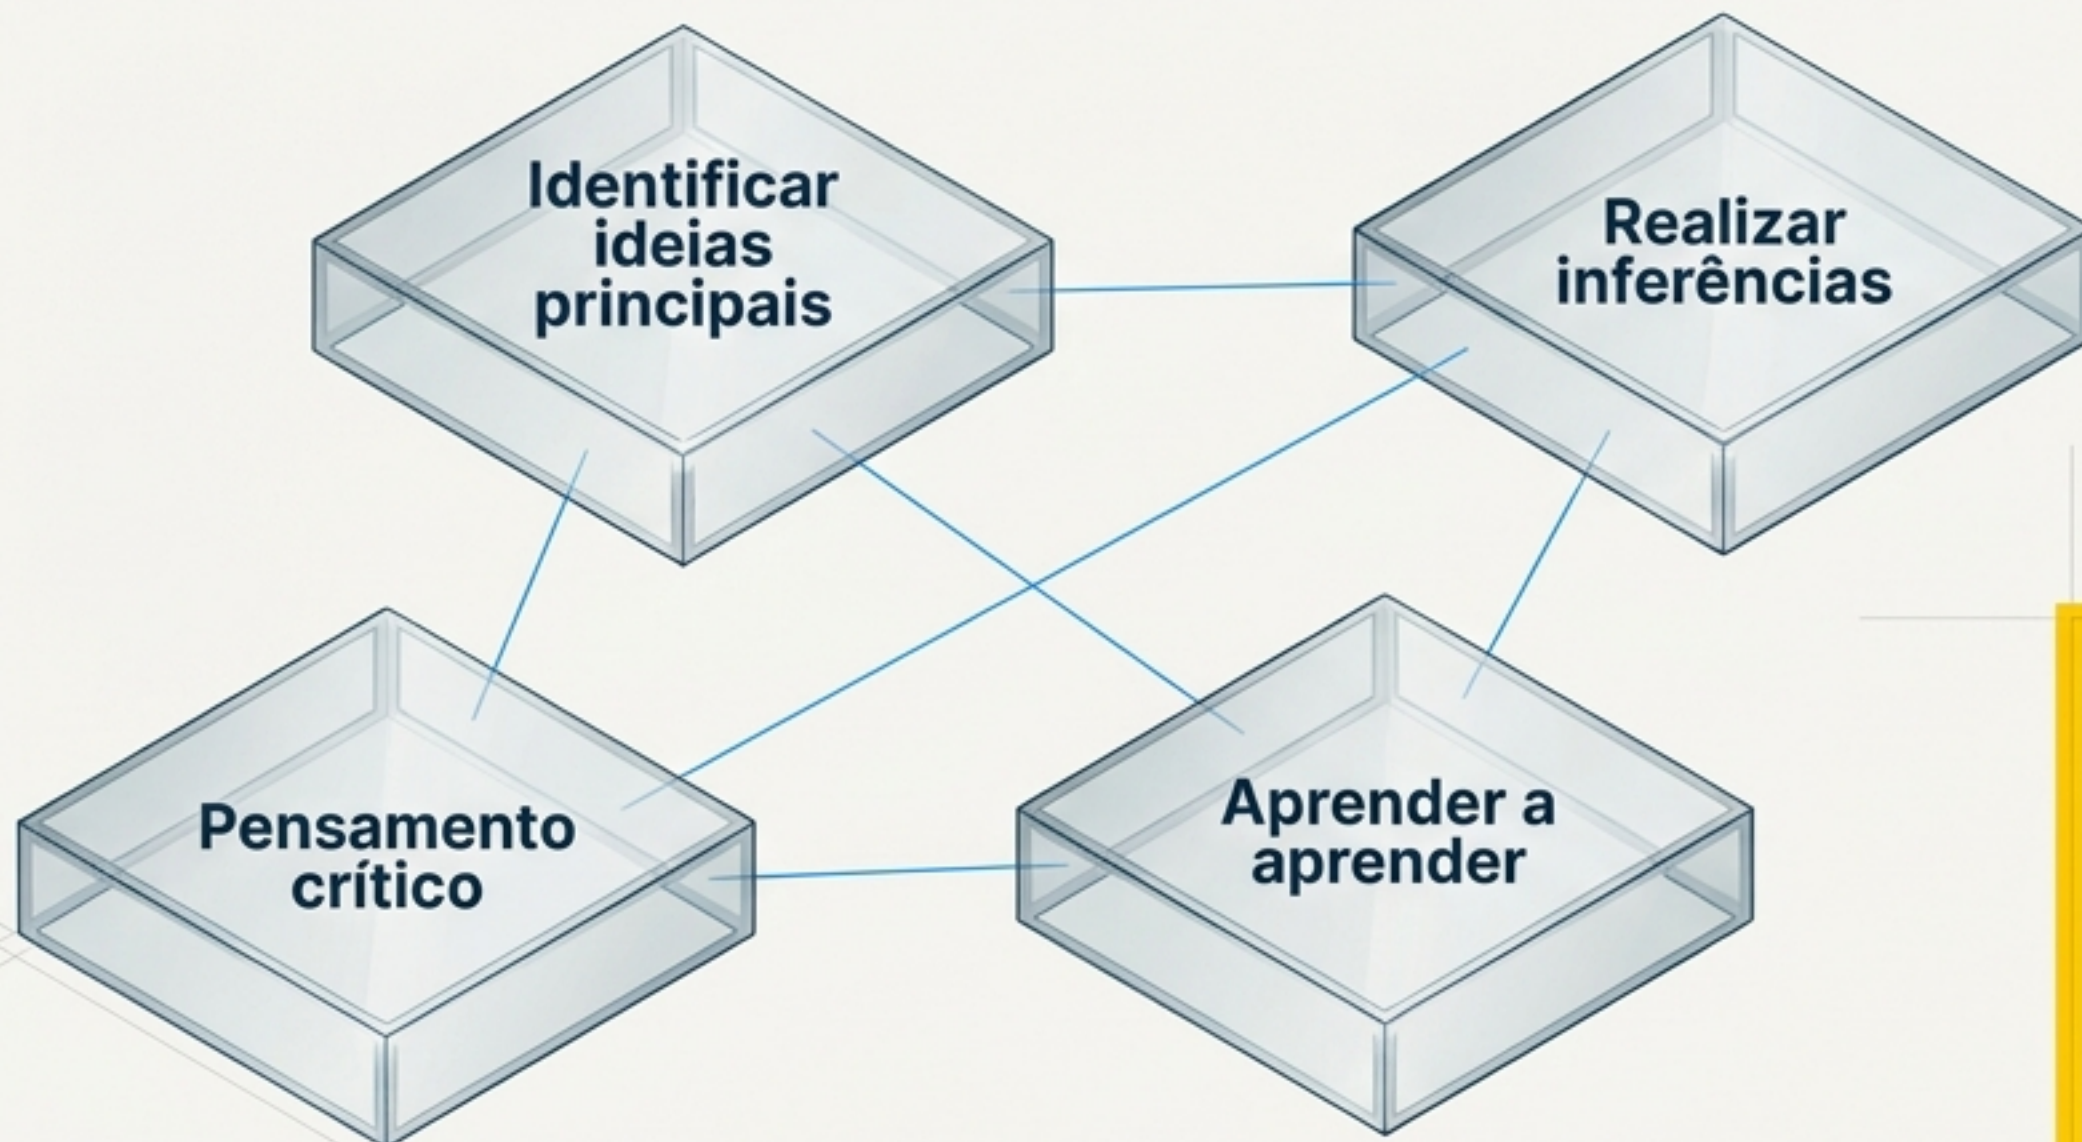 Identificar
ideias
principais
Realizar
inferências
Pensamento
crítico
Aprender a
aprender